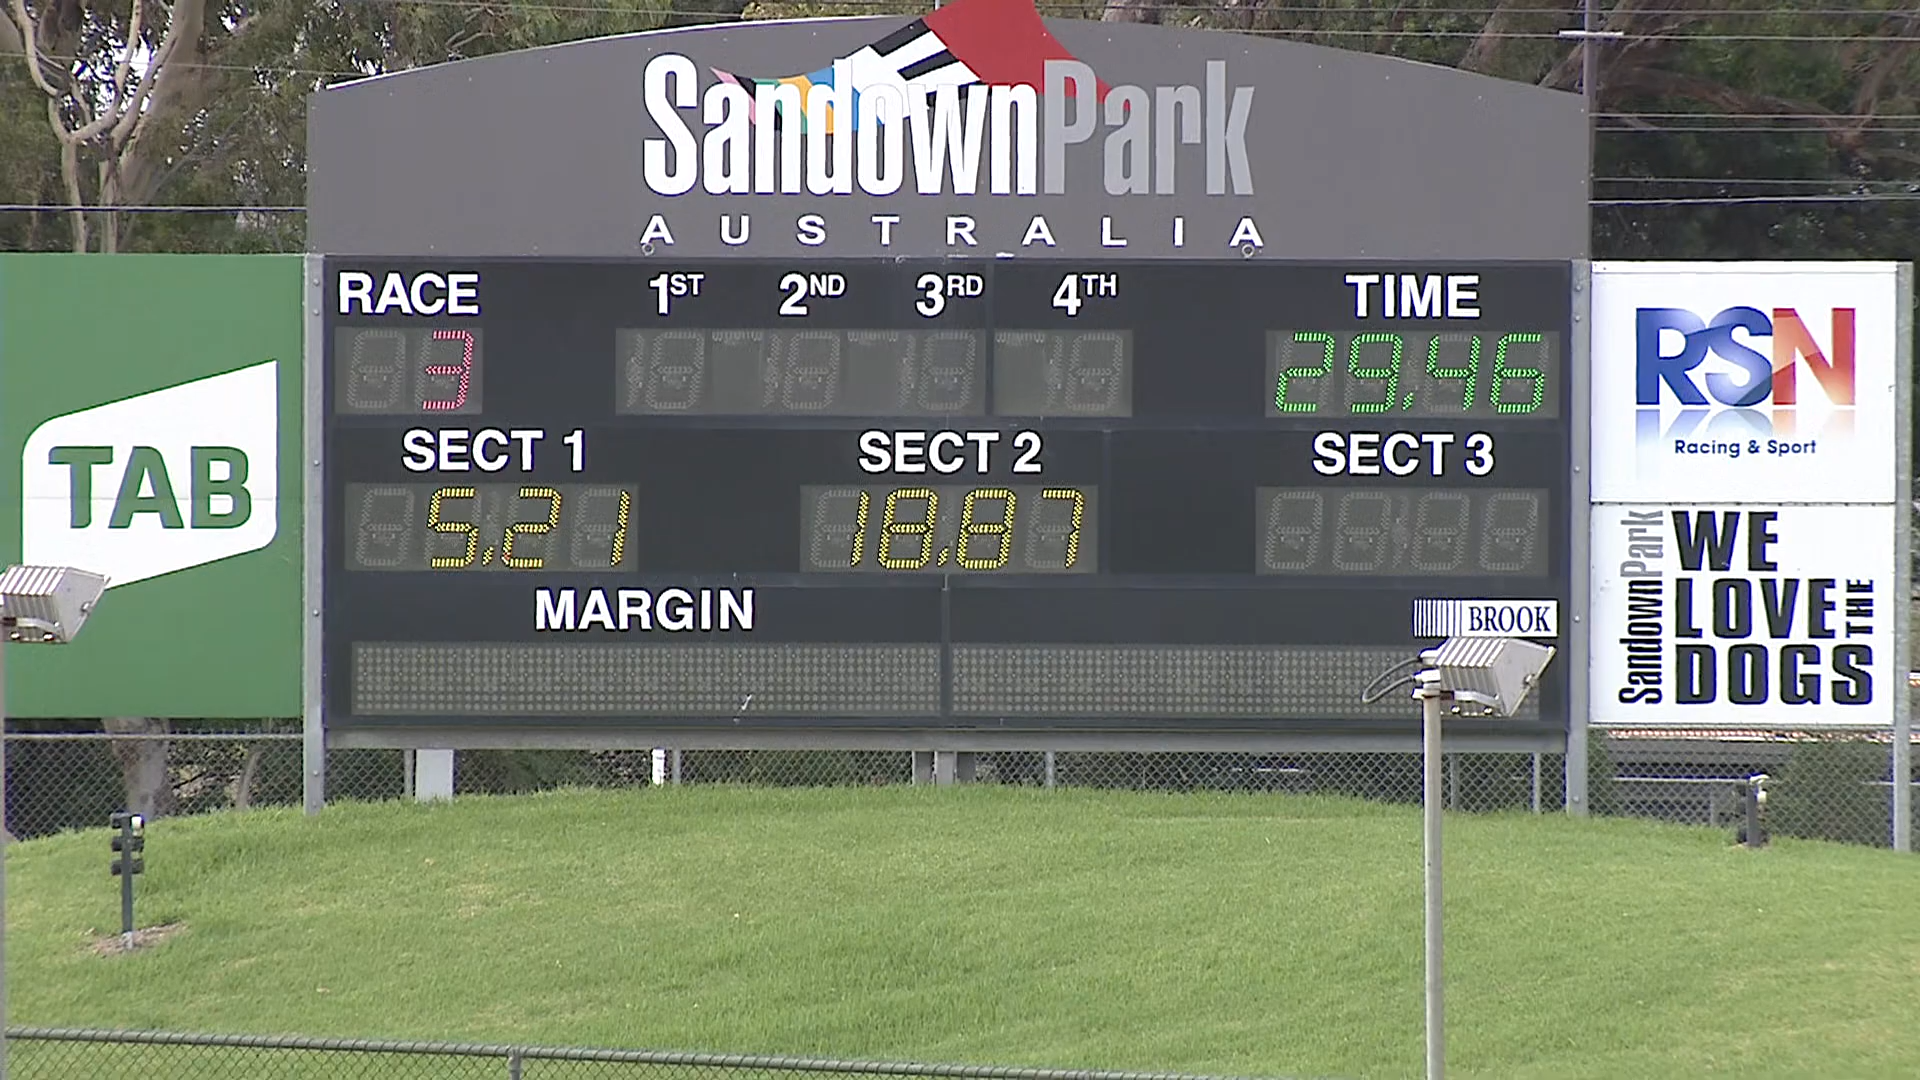 SandownPark
AUSTRALIA
RACE 1ST 2ND 3RD 4TH TIME
3 29.46
SECT 1 SECT 2 SECT 3
5.21 18.87
MARGIN
BROOK
TAB
RSN
Racing & Sport
SandownPark
WE
LOVE THE
DOGS